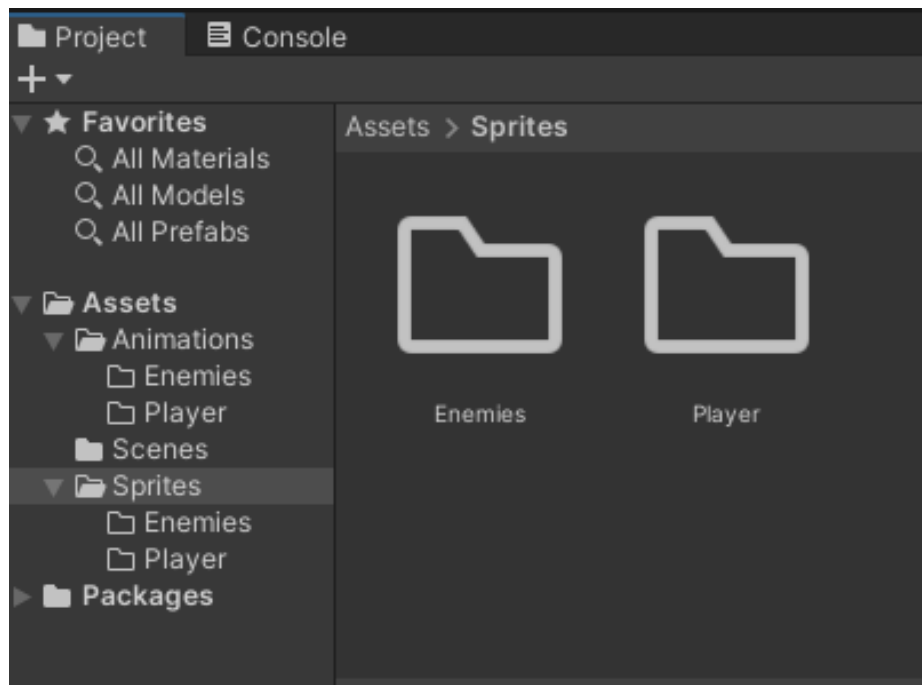 Project Console
Favorites
All Materials
All Models
All Prefabs
Assets
Animations
Enemies
Player
Scenes
Sprites
Enemies
Player
Packages
Assets > Sprites
Enemies Player